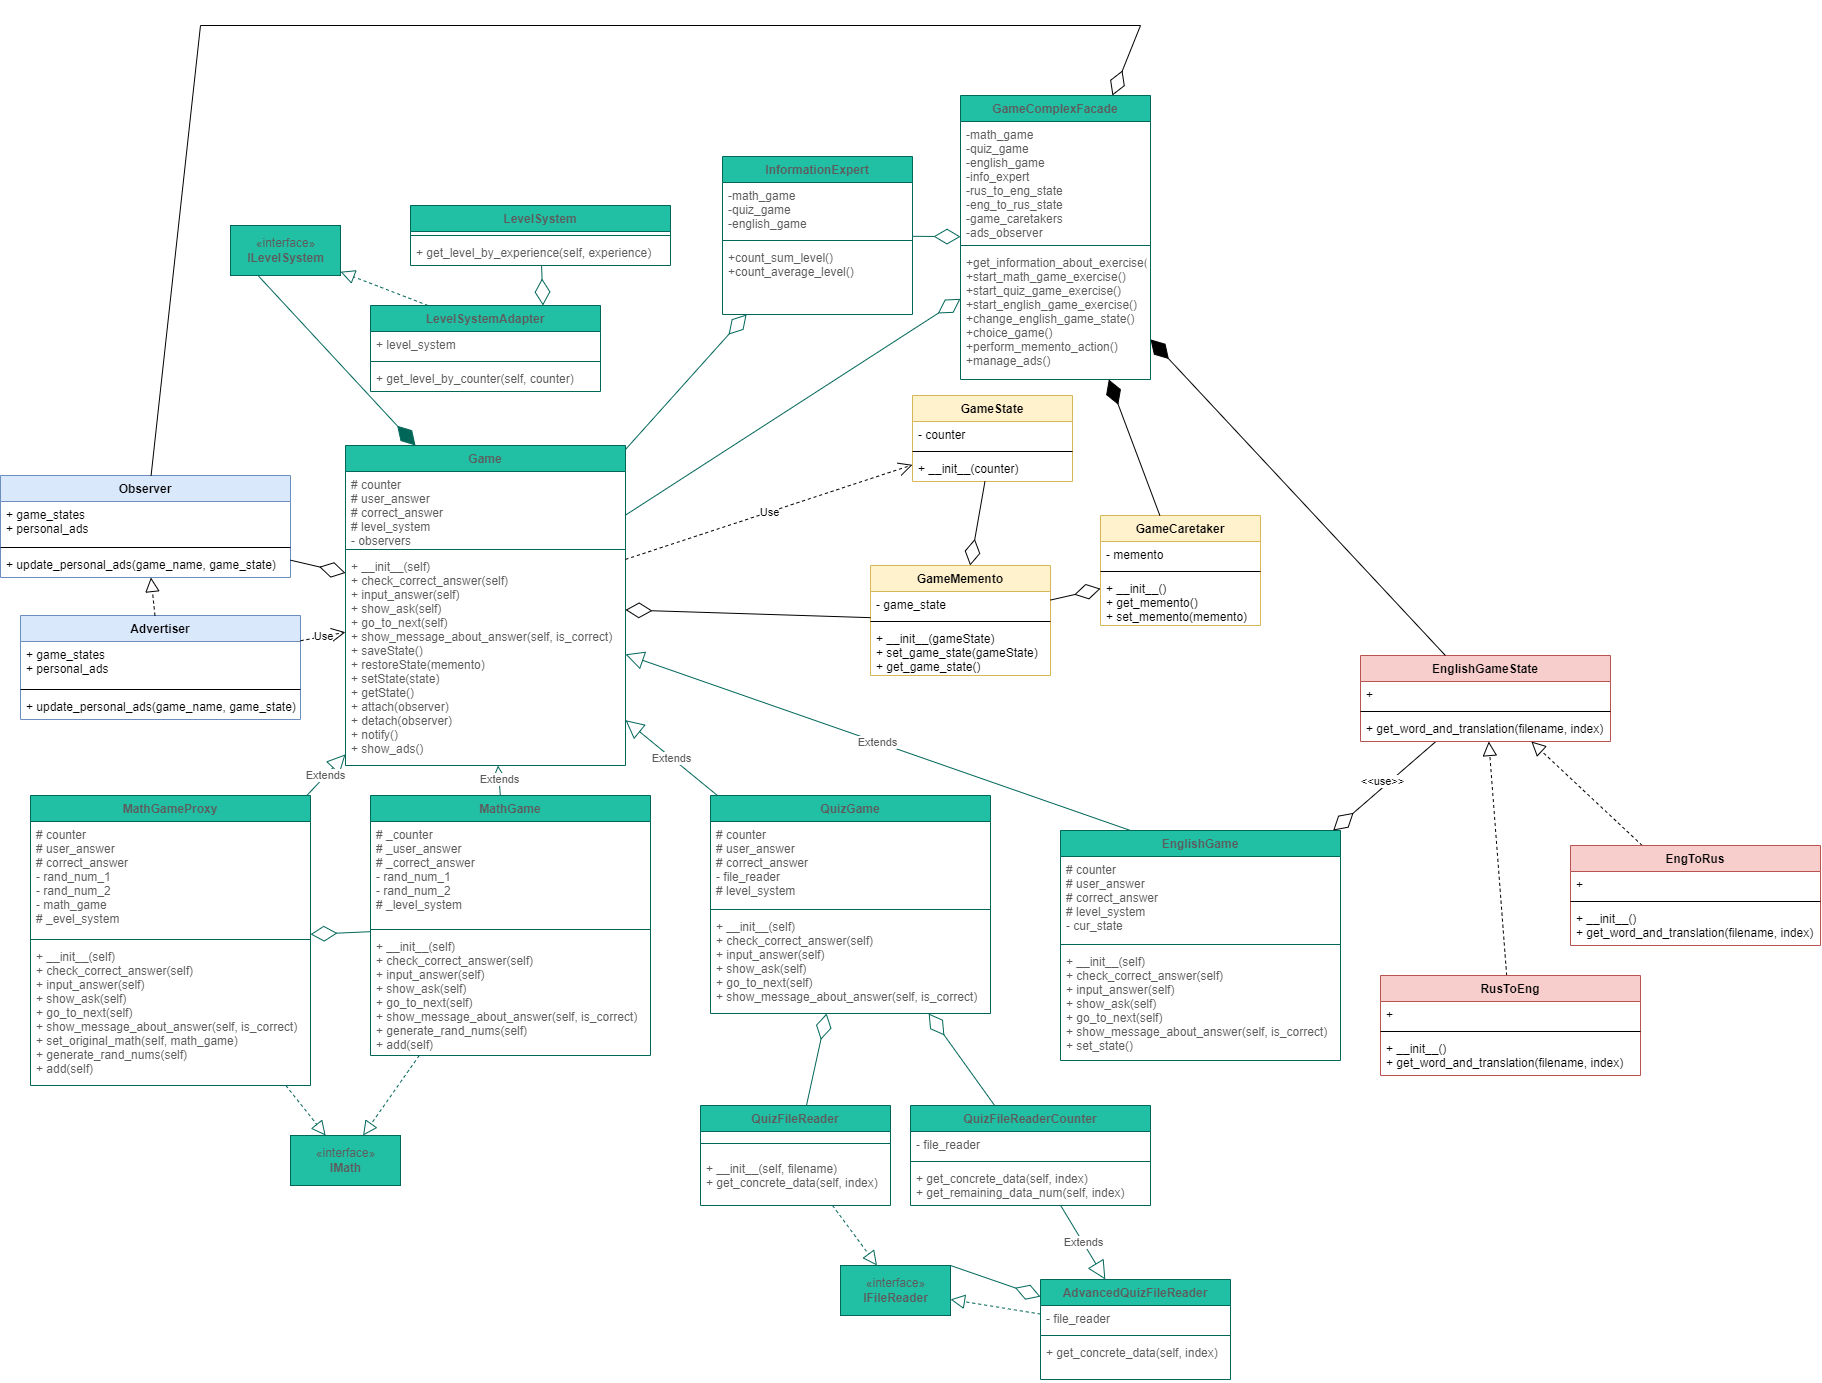 GameComplexFacade
-math_game
-quiz_game
-english_game
-info_expert
-rus_to_eng_state
-eng_to_rus_state
-game_caretakers
-ads_observer
+get_information_about_exercise(
+start_math_game_exercise()
+start_quiz_game_exercise()
+start_english_game_exercise()
+change_english_game_state()
+choice_game()
+perform_memento_action()
+manage_ads()
InformationExpert
-math_game
-quiz_game
-english_game
+count_sum_level()
+count_average_level()
LevelSystem
+ get_level_by_experience(self, experience)
«interface»
ILevelSystem
LevelSystemAdapter
+ level_system
+ get_level_by_counter(self, counter)
GameState
- counter
+ __init__(counter)
Game
# counter
# user_answer
# correct_answer
# level_system
- observers
+ __init__(self)
+ check_correct_answer(self)
+ input_answer(self)
+ show_ask(self)
+ go_to_next(self)
+ show_message_about_answer(self, is_correct)
+ saveState()
+ restoreState(memento)
+ setState(state)
+ getState()
+ attach(observer)
+ detach(observer)
+ notify()
+ show_ads()
Observer
+ game_states
+ personal_ads
+ update_personal_ads(game_name, game_state)
Use
GameCaretaker
- memento
+ __init__()
+ get_memento()
+ set_memento(memento)
GameMemento
- game_state
+ __init__(gameState)
+ set_game_state(gameState)
+ get_game_state()
Advertiser
+ game_states
+ personal_ads
+ update_personal_ads(game_name, game_state)
Use
EnglishGameState
+
+ get_word_and_translation(filename, index)
Extends
Extends
Extends
Extends
<<use>>
MathGameProxy
# counter
# user_answer
# correct_answer
- rand_num_1
- rand_num_2
- math_game
# _evel_system
+ __init__(self)
+ check_correct_answer(self)
+ input_answer(self)
+ show_ask(self)
+ go_to_next(self)
+ show_message_about_answer(self, is_correct)
+ set_original_math(self, math_game)
+ generate_rand_nums(self)
+ add(self)
MathGame
# _counter
# _user_answer
# _correct_answer
- rand_num_1
- rand_num_2
# _level_system
+ __init__(self)
+ check_correct_answer(self)
+ input_answer(self)
+ show_ask(self)
+ go_to_next(self)
+ show_message_about_answer(self, is_correct)
+ generate_rand_nums(self)
+ add(self)
QuizGame
# counter
# user_answer
# correct_answer
- file_reader
# level_system
+ __init__(self)
+ check_correct_answer(self)
+ input_answer(self)
+ show_ask(self)
+ go_to_next(self)
+ show_message_about_answer(self, is_correct)
EnglishGame
# counter
# user_answer
# correct_answer
# level_system
- cur_state
+ __init__(self)
+ check_correct_answer(self)
+ input_answer(self)
+ show_ask(self)
+ go_to_next(self)
+ show_message_about_answer(self, is_correct)
+ set_state()
EngToRus
+
+ __init__()
+ get_word_and_translation(filename, index)
RusToEng
+
+ __init__()
+ get_word_and_translation(filename, index)
«interface»
IMath
QuizFileReader
+ __init__(self, filename)
+ get_concrete_data(self, index)
QuizFileReaderCounter
- file_reader
+ get_concrete_data(self, index)
+ get_remaining_data_num(self, index)
Extends
«interface»
IFileReader
AdvancedQuizFileReader
- file_reader
+ get_concrete_data(self, index)